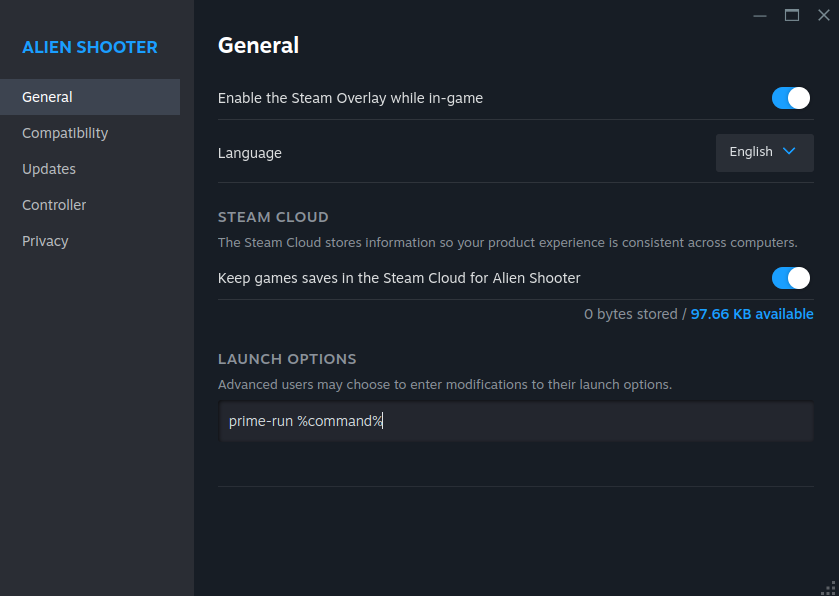 ALIEN SHOOTER
General
Compatibility
Updates
Controller
Privacy
General
Enable the Steam Overlay while in-game
Language
English
STEAM CLOUD
The Steam Cloud stores information so your product experience is consistent across computers.
Keep games saves in the Steam Cloud for Alien Shooter
0 bytes stored / 97.66 KB available
LAUNCH OPTIONS
Advanced users may choose to enter modifications to their launch options.
prime-run %command%